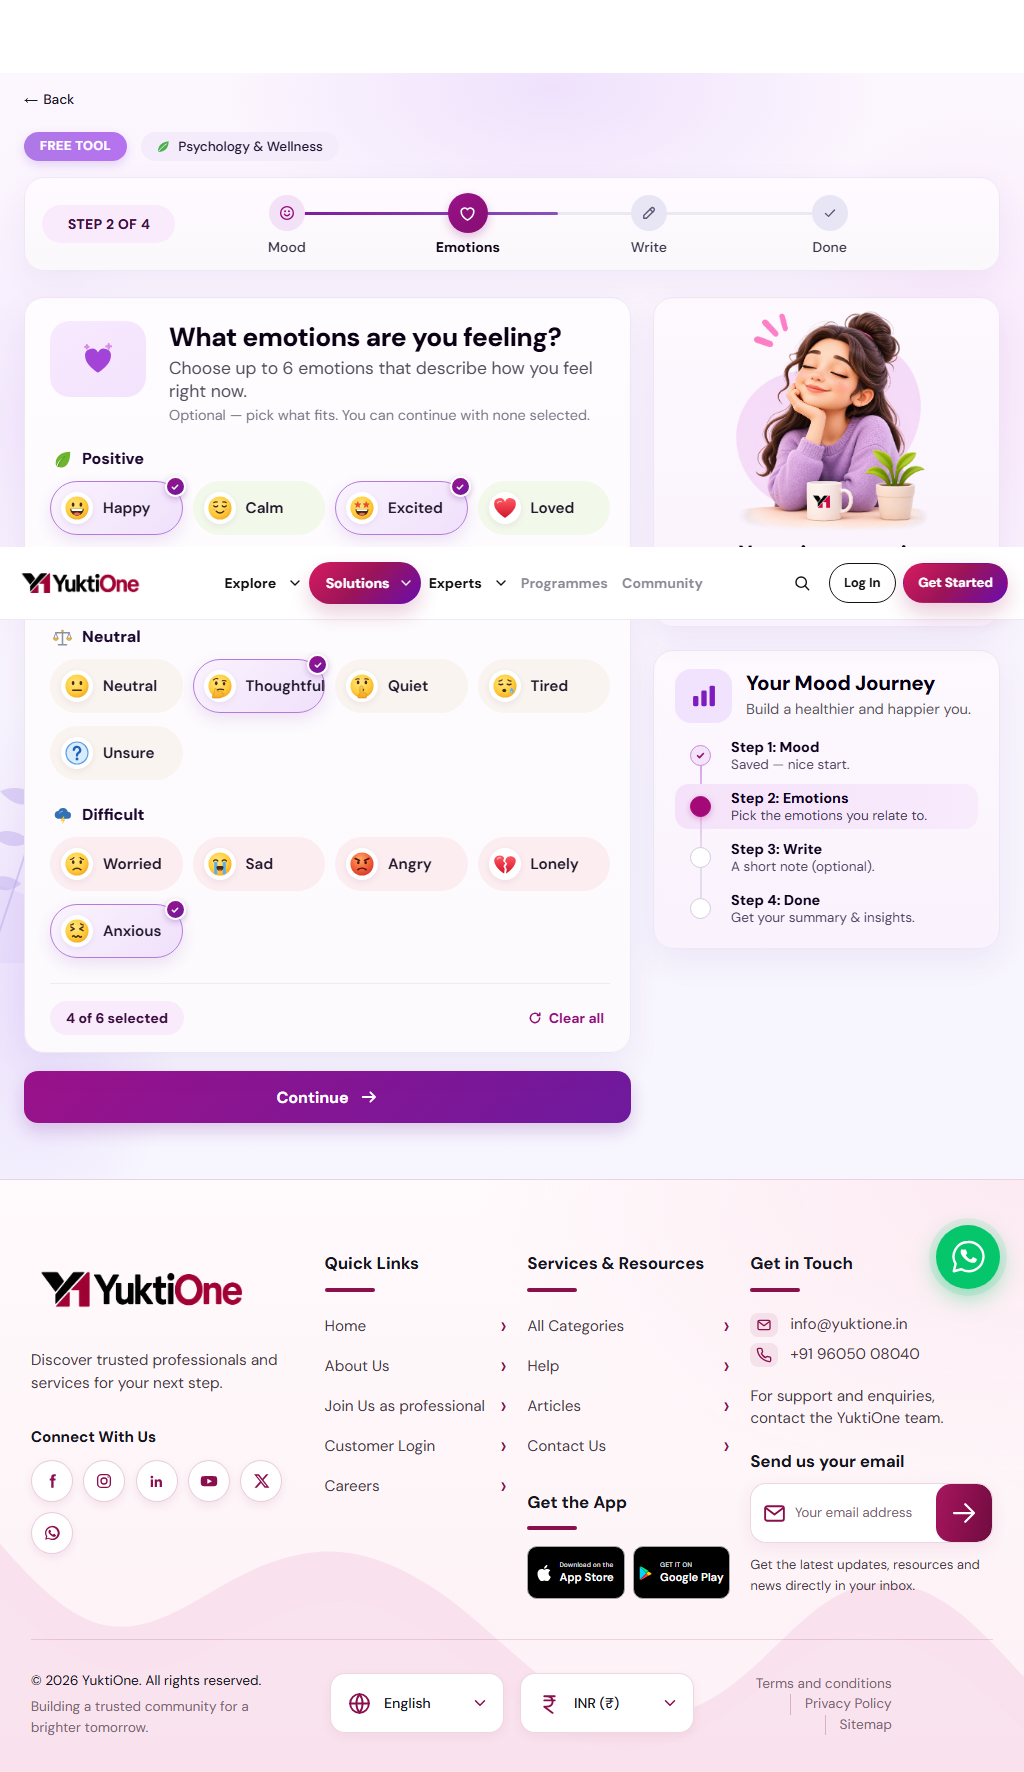 ← Back
FREE TOOL
Psychology & Wellness
STEP 2 OF 4
Mood
Emotions
Write
Done
What emotions are you feeling?
Choose up to 6 emotions that describe how you feel
right now.
Optional — pick what fits. You can continue with none selected.
Positive
Happy
Calm
Excited
Loved
YuktiOne
Explore
Solutions
Experts
Programmes
Community
Log In
Get Started
Neutral
Neutral
Thoughtful
Quiet
Tired
Unsure
Difficult
Worried
Sad
Angry
Lonely
Anxious
4 of 6 selected
Clear all
Continue →
Your Mood Journey
Build a healthier and happier you.
Step 1: Mood
Saved — nice start.
Step 2: Emotions
Pick the emotions you relate to.
Step 3: Write
A short note (optional).
Step 4: Done
Get your summary & insights.
YuktiOne
Discover trusted professionals and
services for your next step.
Connect With Us
Quick Links
Home
About Us
Join Us as professional
Customer Login
Careers
Services & Resources
All Categories
Help
Articles
Contact Us
Get the App
Download on the
App Store
GET IT ON
Google Play
Get in Touch
info@yuktione.in
+91 96050 08040
For support and enquiries,
contact the YuktiOne team.
Send us your email
Your email address
Get the latest updates, resources and
news directly in your inbox.
© 2026 YuktiOne. All rights reserved.
Building a trusted community for a
brighter tomorrow.
English
INR (₹)
Terms and conditions
Privacy Policy
Sitemap